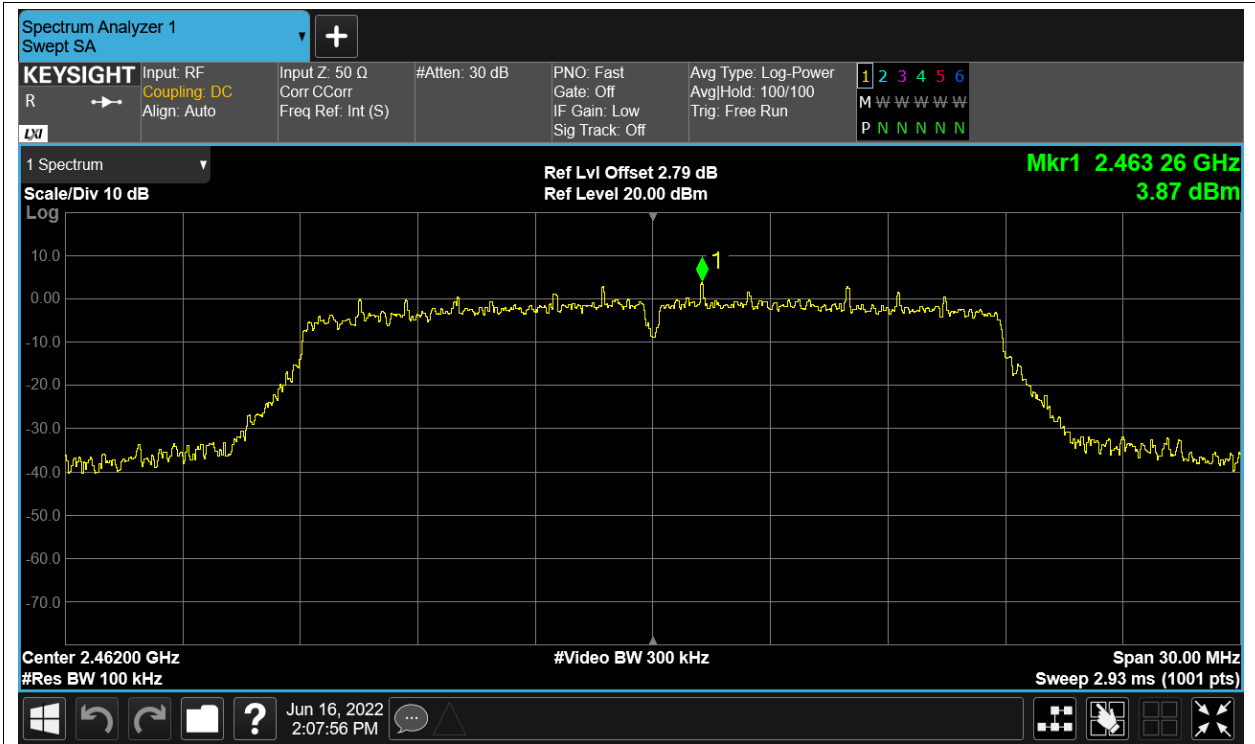 Spectrum Analyzer 1
Swept SA
KEYSIGHT
R
LXI
Input: RF
Coupling: DC
Align: Auto
Input Z: 50 Ω
Corr CCorr
Freq Ref: Int (S)
#Atten: 30 dB
PNO: Fast
Gate: Off
IF Gain: Low
Sig Track: Off
Avg Type: Log-Power
Avg|Hold: 100/100
Trig: Free Run
1 2 3 4 5 6
M W W W W W
P N N N N N
1 Spectrum
Scale/Div 10 dB
Ref Lvl Offset 2.79 dB
Ref Level 20.00 dBm
Mkr1 2.463 26 GHz
3.87 dBm
Log
10.0
0.00
-10.0
-20.0
-30.0
-40.0
-50.0
-60.0
-70.0
1
Center 2.46200 GHz
#Video BW 300 kHz
Span 30.00 MHz
#Res BW 100 kHz
Sweep 2.93 ms (1001 pts)
?
Jun 16, 2022
2:07:56 PM